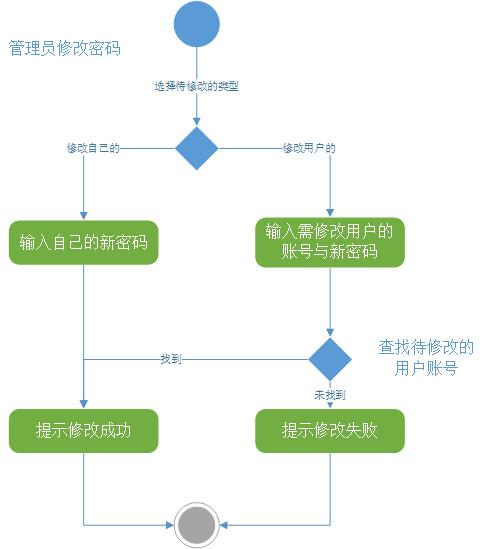 管理员修改密码
选择待修改的类型
修改自己的
修改用户的
输入自己的新密码
输入需修改用户的
账号与新密码
查找待修改的
用户账号
找到
未找到
提示修改成功
提示修改失败